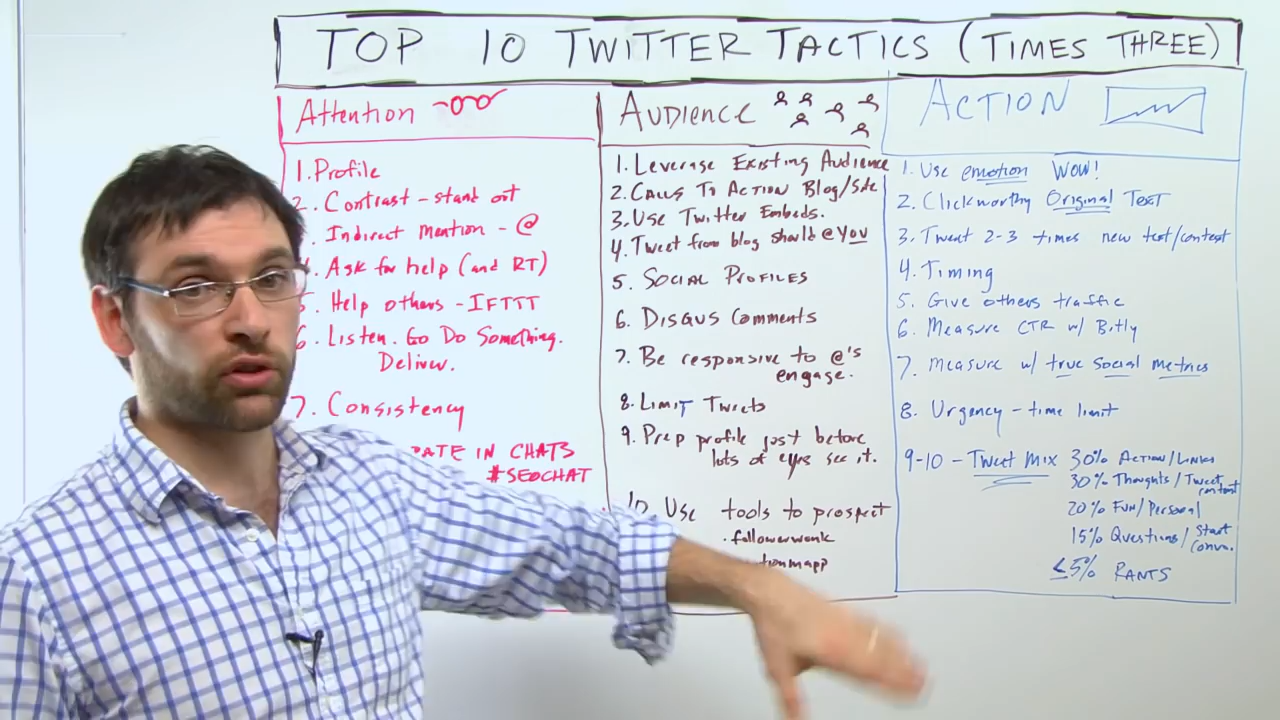 TOP 10 TWITTER TACTICS (TIMES THREE)
Attention
1. Profile
2. Contrast - stand out
. Indirect mention - @
4. Ask for help (and RT)
5. Help others - IFTTT
6. Listen. Go Do Something.
Deliver.
7. Consistency
IN CHATS
#SEOCHAT
AUDIENCE
1. Leverage Existing Audience
2. CALLS TO ACTION Blog/Site
3. Use Twitter Embeds.
4. Tweet from blog should @YOU
5. SOCIAL PROFILES
6. DISQUS Comments
7. Be responsive to @'s
engage.
8. LIMIT Tweets
9. Prep profile just before
lots of eyes see it.
10 Use tools to prospect
· followerwonk
ACTION
1. Use emotion WOW!
2. Clickworthy Original TEXT
3. Tweet 2-3 times new text/context
4. Timing
5. Give others traffic
6. Measure CTR w/ Bitly
7. Measure w/ true social metrics
8. Urgency - time limit
9-10 - Tweet Mix 30% Action/Links
30% Thoughts/Tweet
content
20% Fun/Personal
15% Questions/Start
Convo.
≤5% RANTS